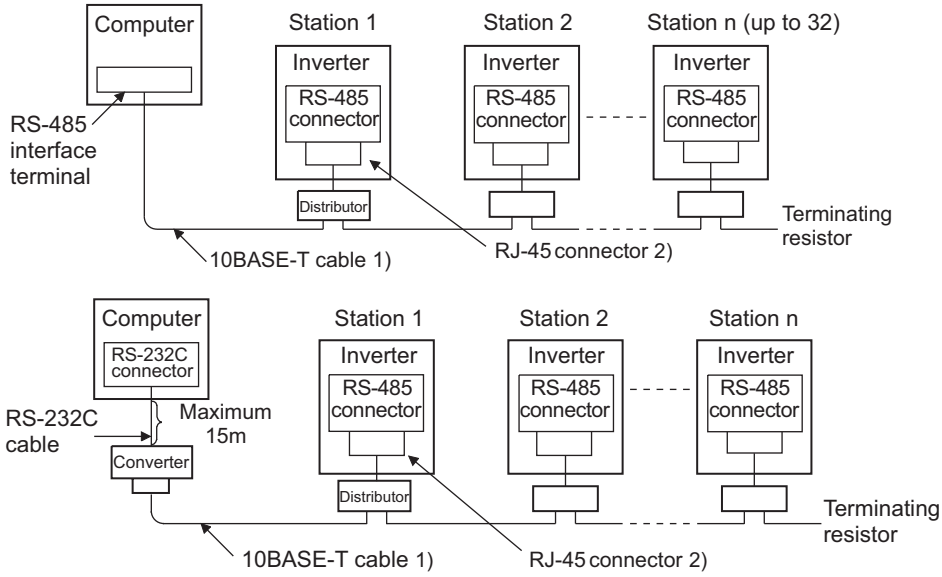 Computer
Station 1
Station 2
Station n (up to 32)
Inverter
Inverter
Inverter
RS-485
connector
RS-485
connector
RS-485
connector
RS-485
interface
terminal
Distributor
Terminating
resistor
10BASE-T cable 1)
RJ-45 connector 2)
Computer
Station 1
Station 2
Station n
RS-232C
connector
Inverter
Inverter
Inverter
RS-485
connector
RS-485
connector
RS-485
connector
RS-232C
cable
Maximum
15m
Converter
Distributor
Terminating
resistor
10BASE-T cable 1)
RJ-45 connector 2)